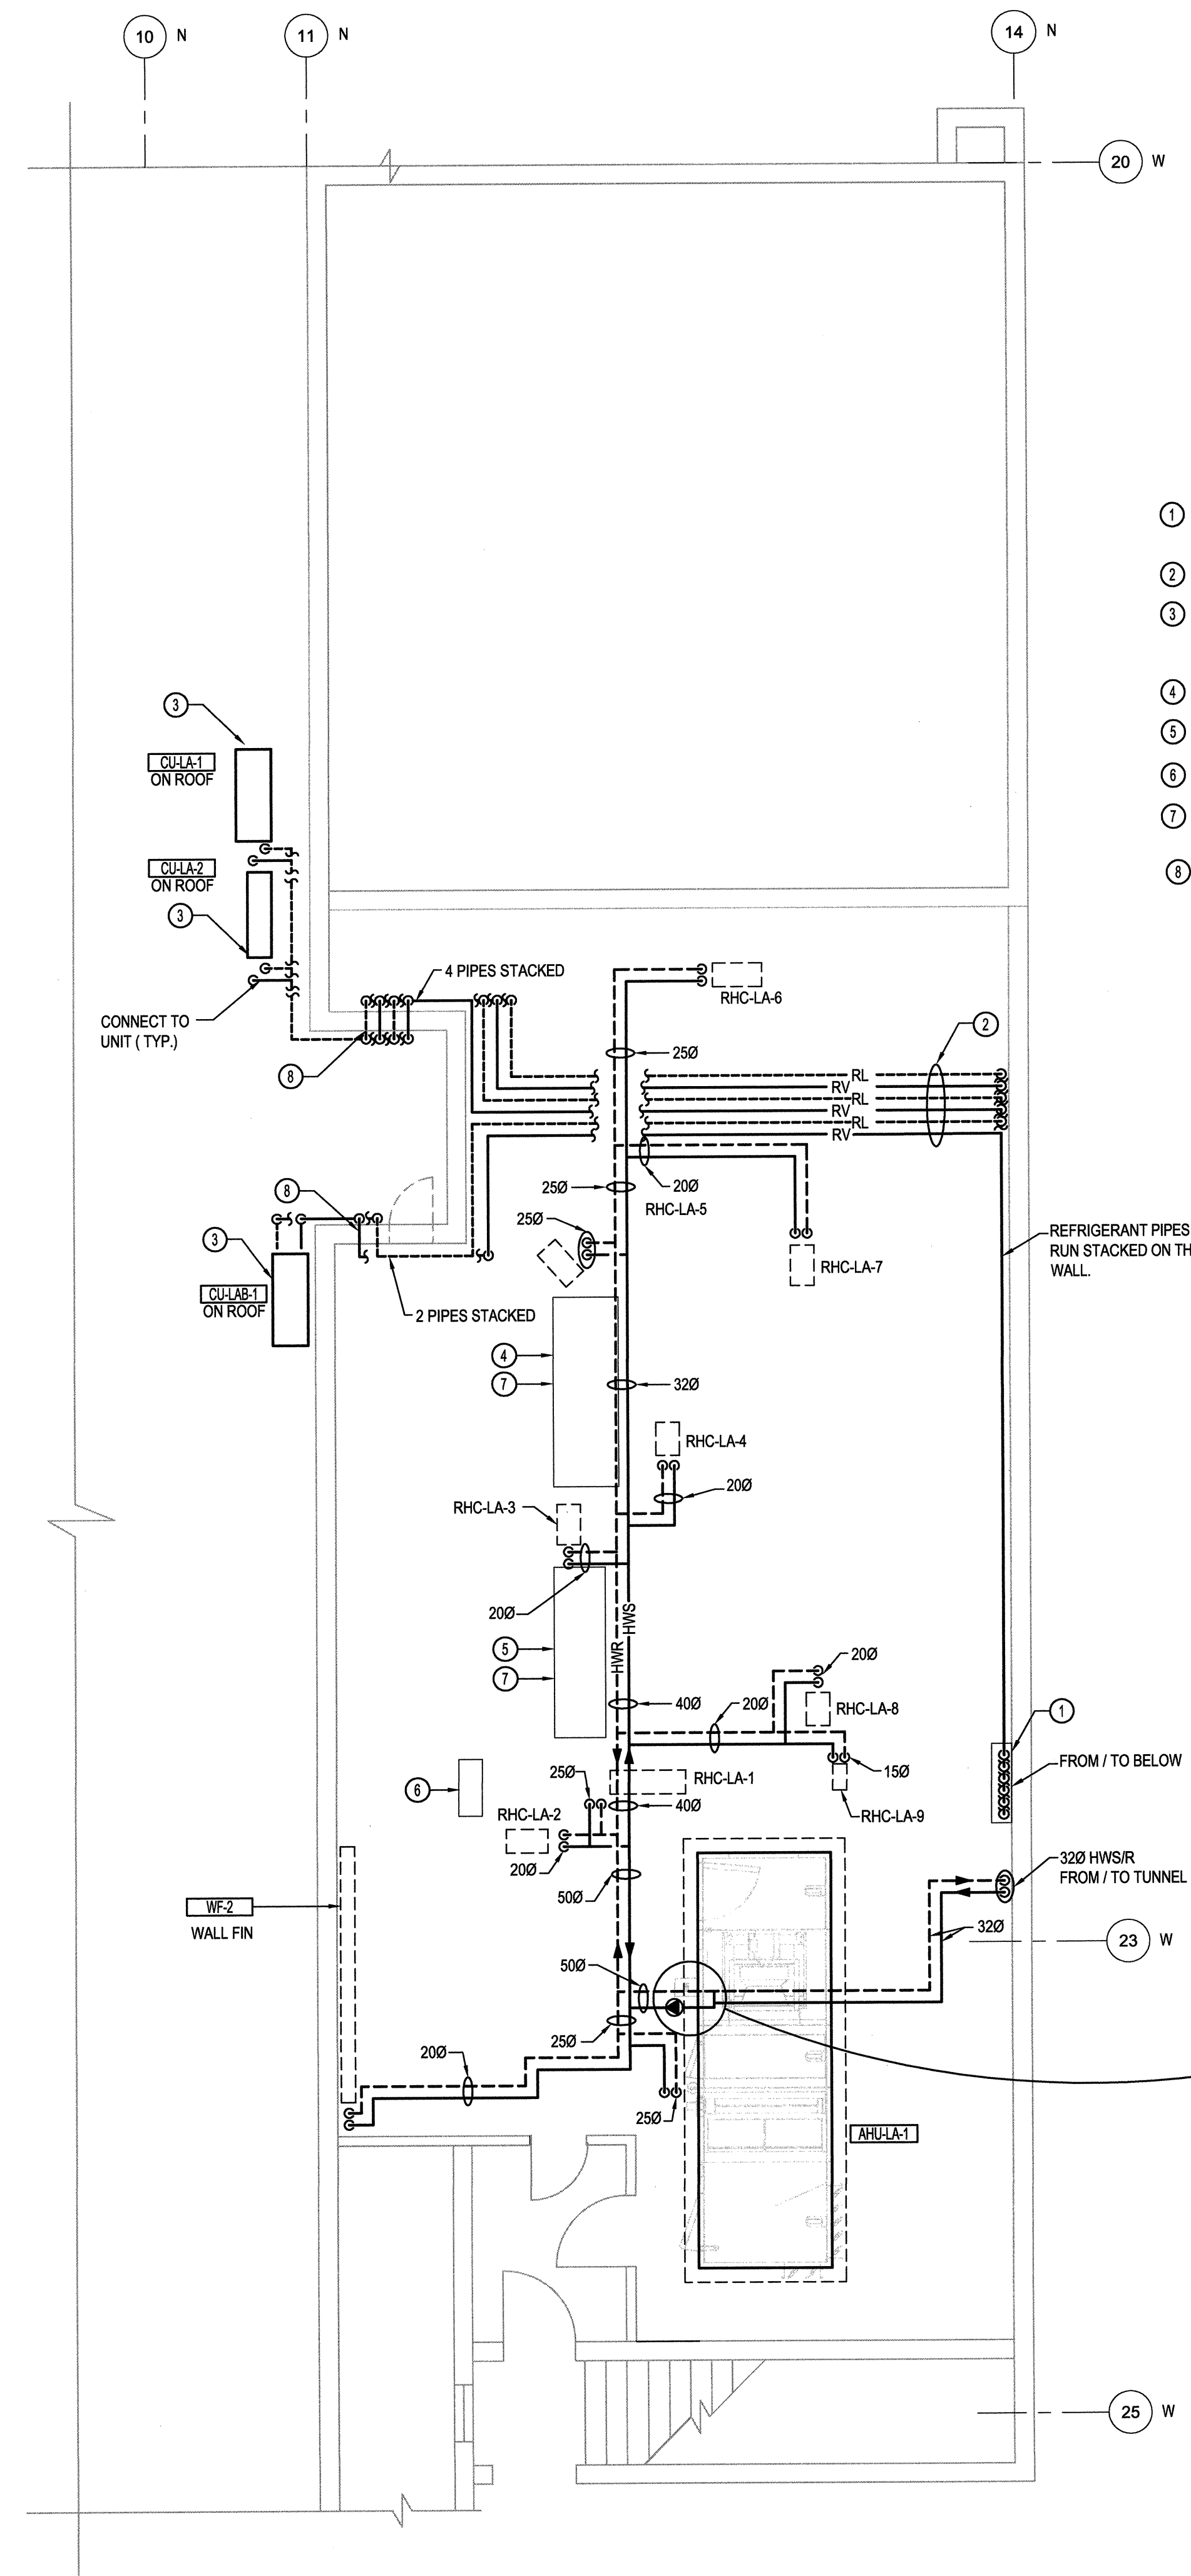 10 N
11 N
14 N
20 W
1
2
3
4
5
6
7
8
3
CU-LA-1
ON ROOF
CU-LA-2
ON ROOF
3
CONNECT TO
UNIT ( TYP.)
8
4 PIPES STACKED
RHC-LA-6
25Ø
2
RL
RV
RL
RV
RL
RV
20Ø
RHC-LA-5
25Ø
25Ø
8
3
CU-LAB-1
ON ROOF
2 PIPES STACKED
RHC-LA-7
REFRIGERANT PIPES
RUN STACKED ON TH
WALL.
4
7
32Ø
RHC-LA-4
20Ø
RHC-LA-3
20Ø
HWS
HWR
5
7
40Ø
20Ø
20Ø
RHC-LA-8
1
FROM / TO BELOW
15Ø
RHC-LA-9
RHC-LA-1
25Ø
40Ø
6
RHC-LA-2
20Ø
50Ø
32Ø HWS/R
FROM / TO TUNNEL
WF-2
WALL FIN
32Ø
23 W
50Ø
25Ø
20Ø
25Ø
AHU-LA-1
25 W